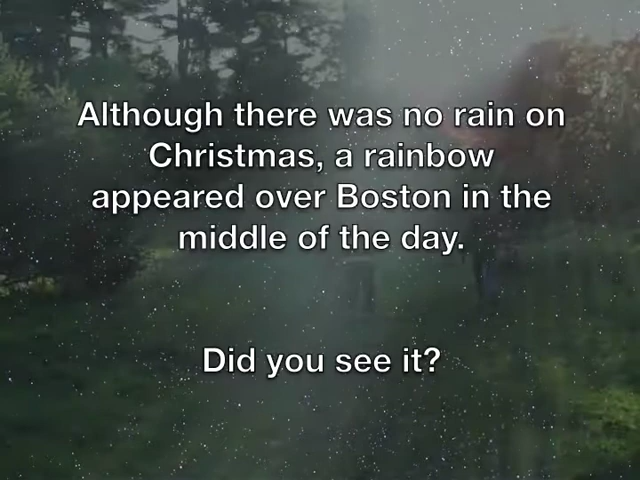 Although there was no rain on
Christmas, a rainbow
appeared over Boston in the
middle of the day.
Did you see it?